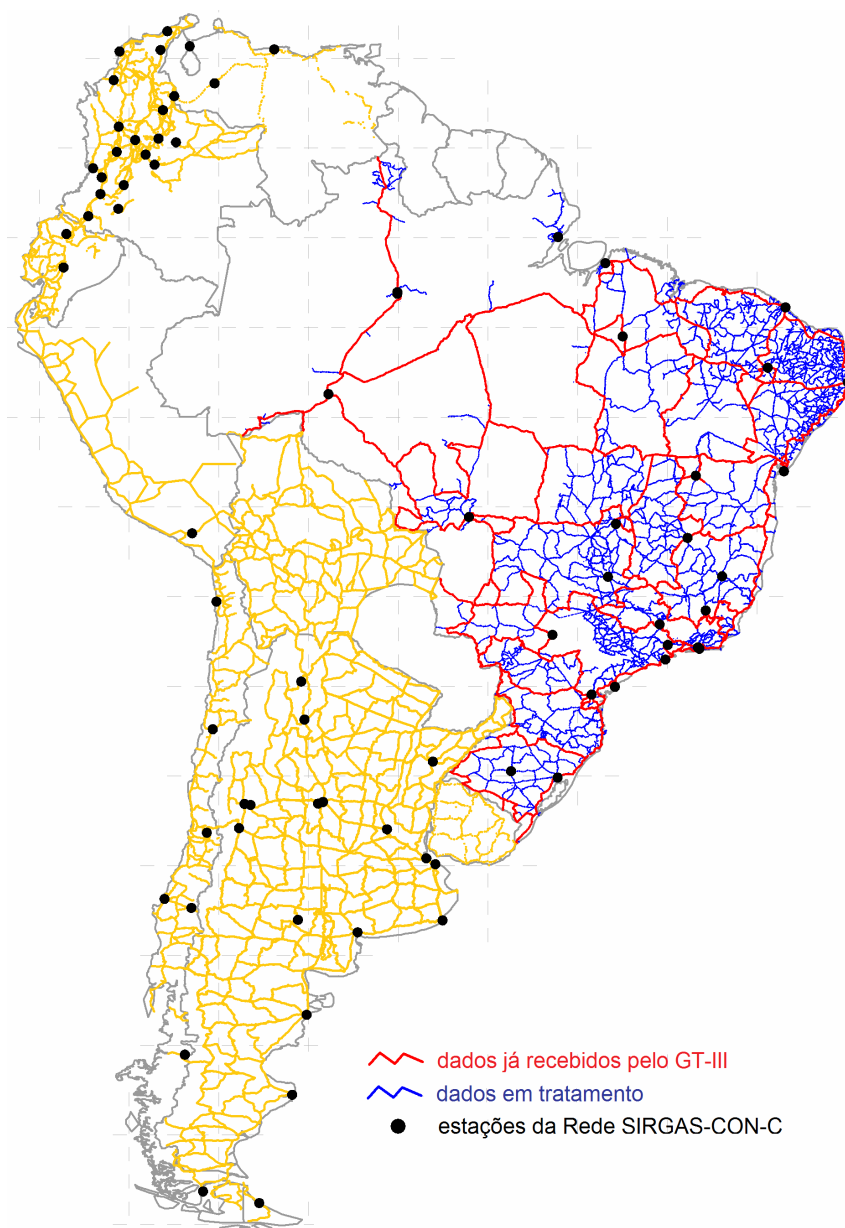 dados já recebidos pelo GT-III
dados em tratamento
estações da Rede SIRGAS-CON-C